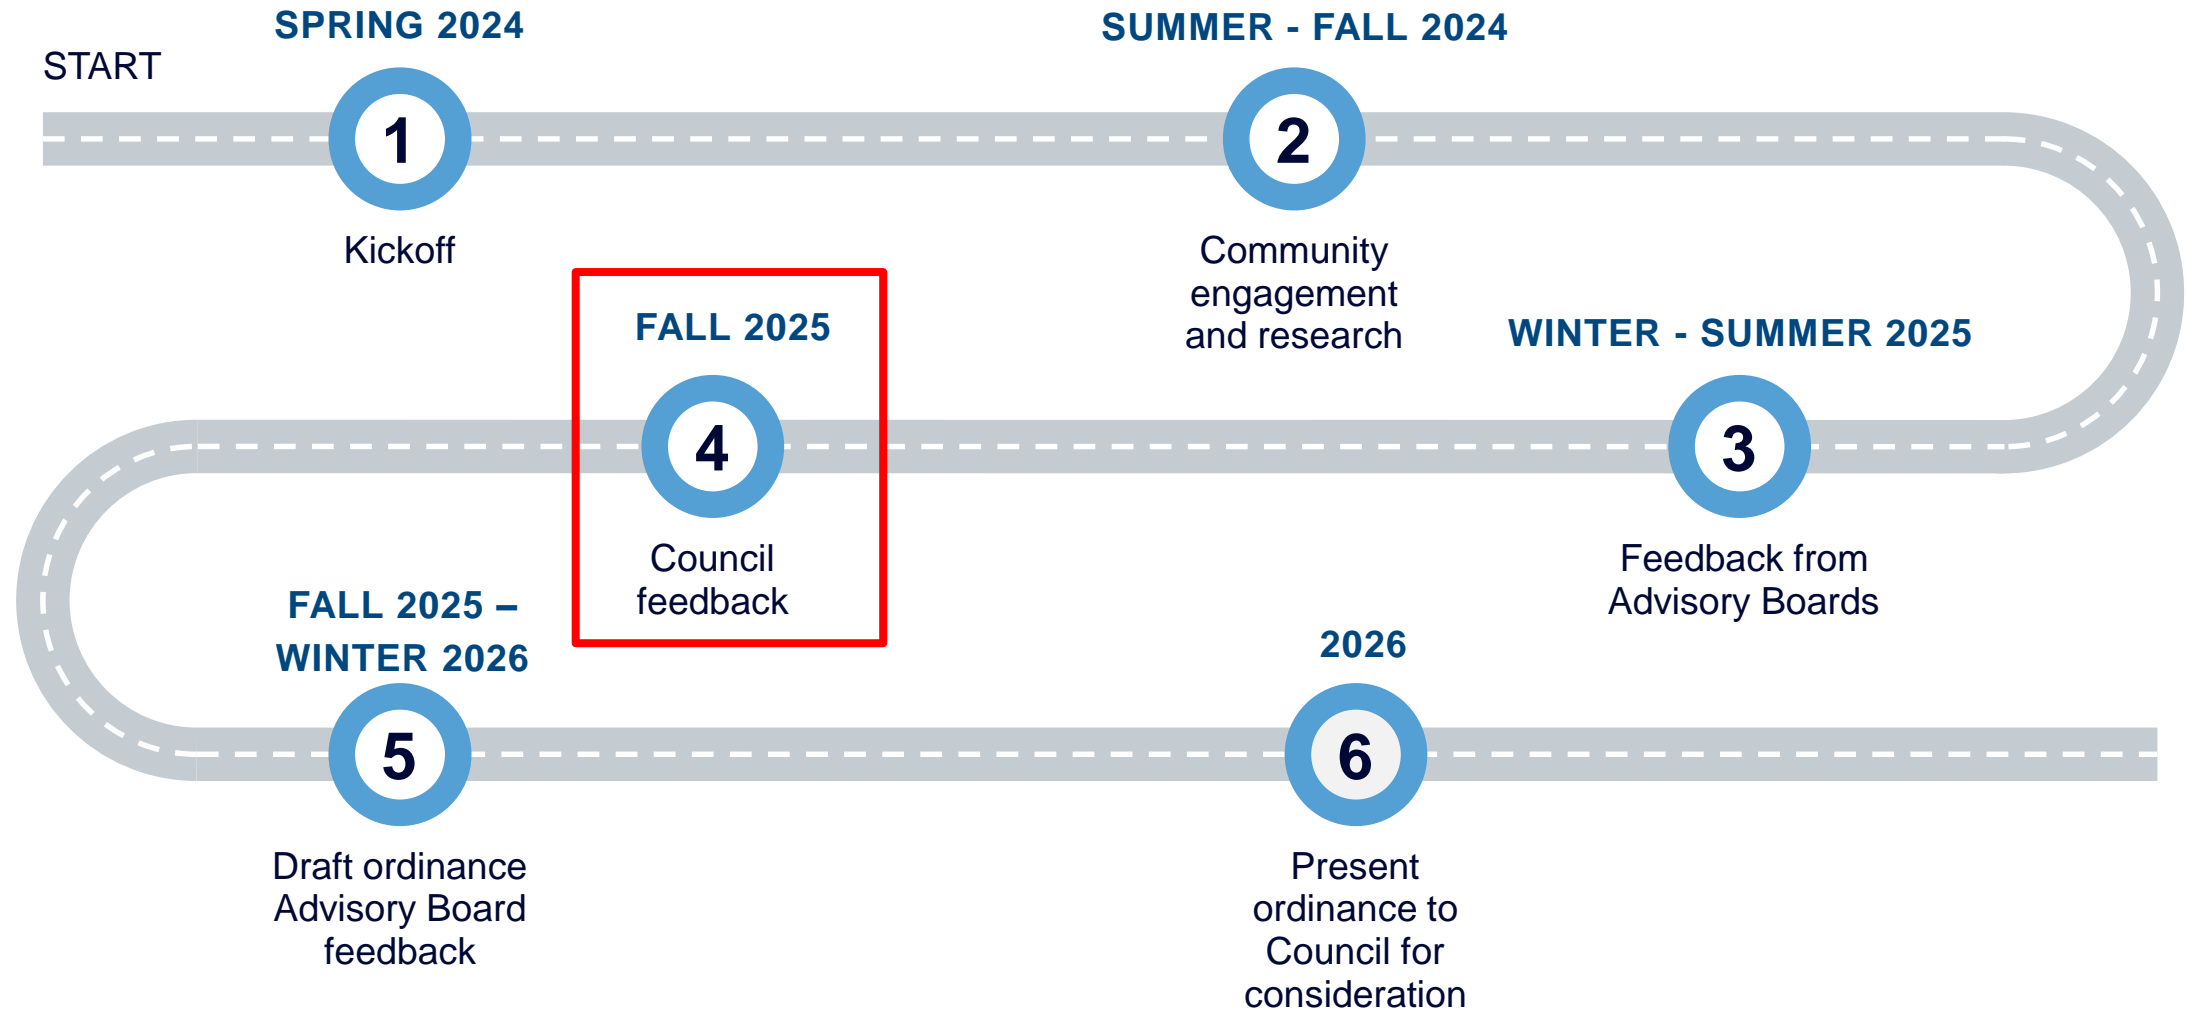 START
SPRING 2024
1
Kickoff
SUMMER - FALL 2024
2
Community
engagement
and research
WINTER - SUMMER 2025
3
Feedback from
Advisory Boards
FALL 2025
4
Council
feedback
FALL 2025 –
WINTER 2026
5
Draft ordinance
Advisory Board
feedback
2026
6
Present
ordinance to
Council for
consideration